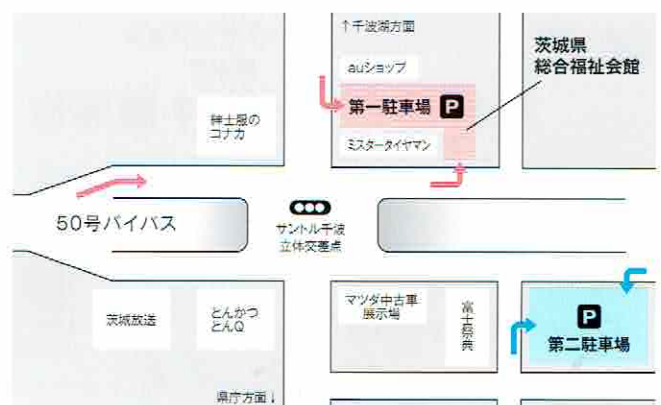 ↑千波湖方面
茨城県
総合福祉会館
auショップ
第一駐車場 P
紳士服の
コナカ
ミスタータイヤマン
50号バイパス
サントル千波
立体交差点
茨城放送
とんかつ
とんQ
マツダ中古車
展示場
富士祭典
P
第二駐車場
県庁方面↓